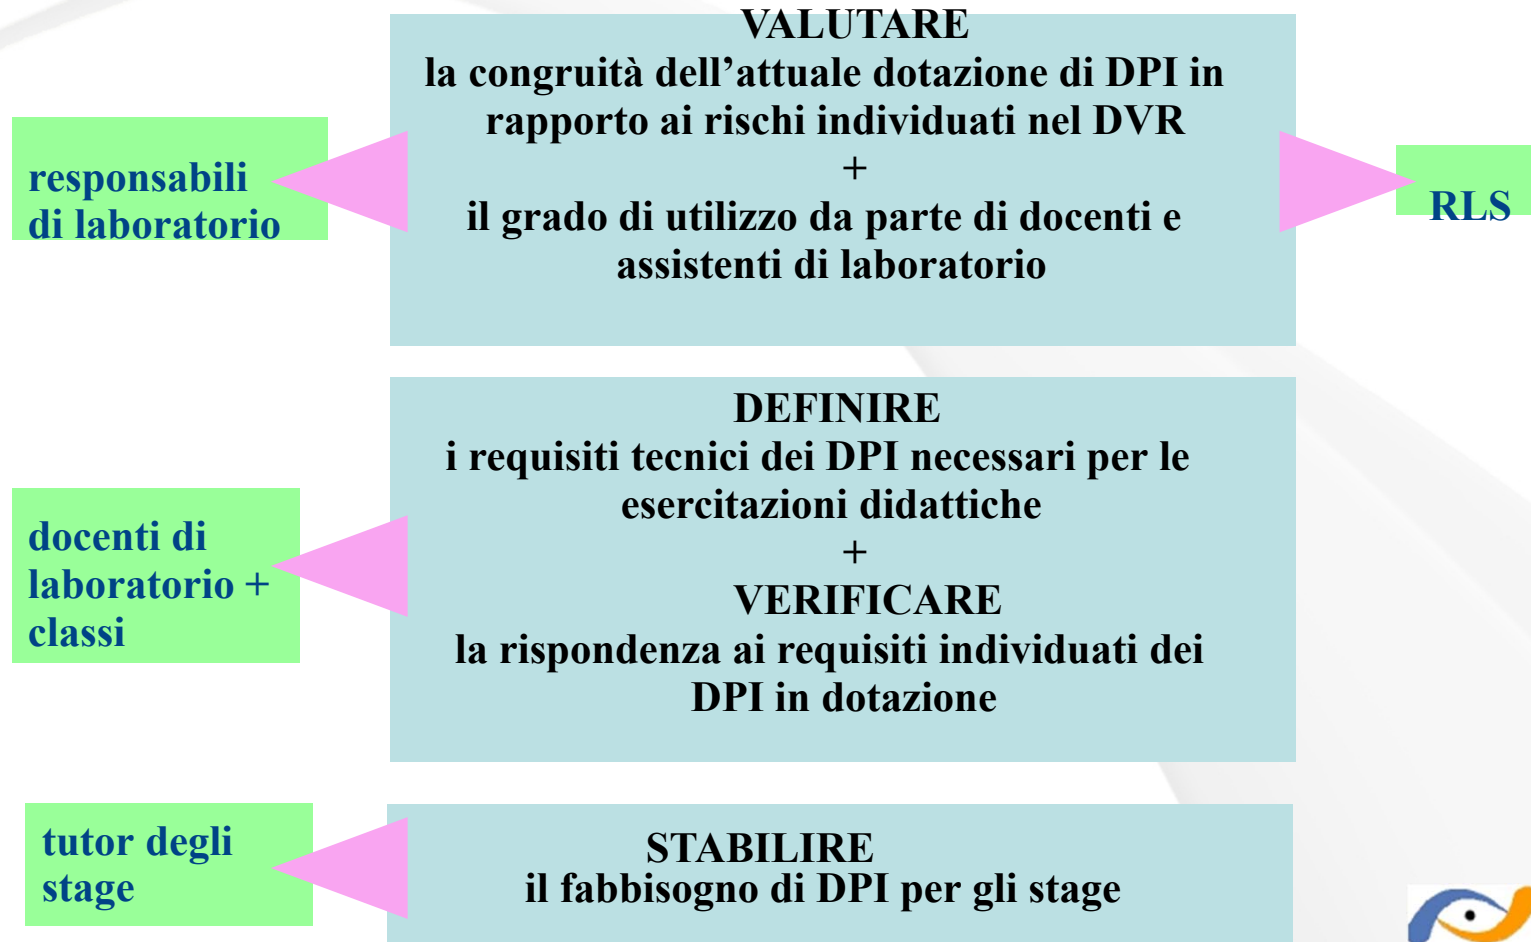 VALUTARE
la congruità dell’attuale dotazione di DPI in
rapporto ai rischi individuati nel DVR
+
il grado di utilizzo da parte di docenti e
assistenti di laboratorio
responsabili
di laboratorio
RLS
DEFINIRE
i requisiti tecnici dei DPI necessari per le
esercitazioni didattiche
+
VERIFICARE
la rispondenza ai requisiti individuati dei
DPI in dotazione
docenti di
laboratorio +
classi
tutor degli
stage
STABILIRE
il fabbisogno di DPI per gli stage